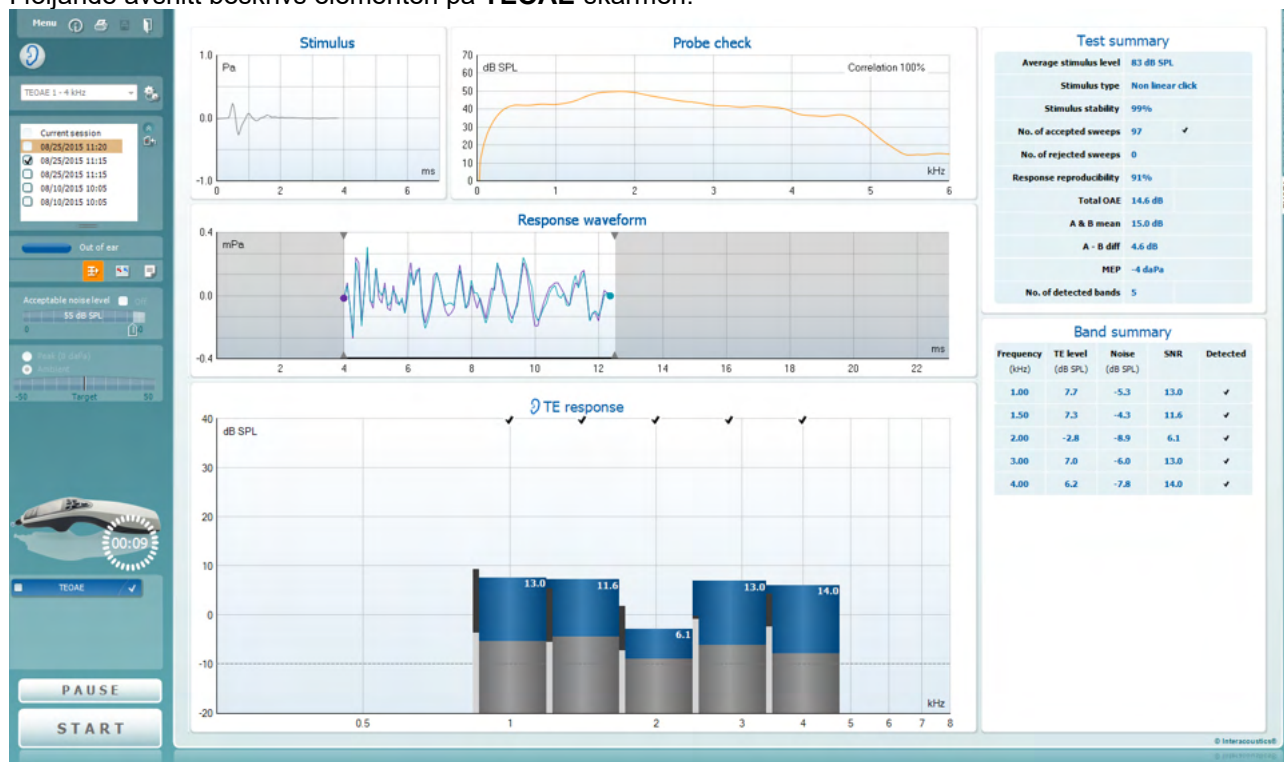 I följande avsnitt beskrivs elementen på TEOAE-skärmen.
Menu
TEOAE 1 - 4 kHz
Current session
08/25/2015 11:20
08/25/2015 11:15
08/25/2015 11:15
08/10/2015 10:05
08/10/2015 10:05
Out of ear
Acceptable noise level Off
55 dB SPL
0
Peak (0 daPa)
Ambient
-50 Target 50
00:09
TEOAE
PAUSE
START
Stimulus
1.0 Pa
0.0
-1.0 ms
0 2 4 6
Probe check
70 dB SPL Correlation 100%
60
50
40
30
20
10
0 kHz
0 1 2 3 4 5 6
Response waveform
0.4 mPa
0.0
-0.4 ms
2 4 6 8 10 12 14 16 18 20 22
TE response
40 dB SPL
30
20
10
13.0 11.6 13.0 14.0
0
6.1
-10
-20 kHz
0.5 1 2 3 4 5 6 7 8
Test summary
Average stimulus level 83 dB SPL
Stimulus type Non linear click
Stimulus stability 99%
No. of accepted sweeps 97 ✓
No. of rejected sweeps 0
Response reproducibility 91%
Total OAE 14.6 dB
A & B mean 15.0 dB
A - B diff 4.6 dB
MEP -4 daPa
No. of detected bands 5
Band summary
Frequency TE level Noise SNR Detected
(kHz) (dB SPL) (dB SPL)
1.00 7.7 -5.3 13.0 ✓
1.50 7.3 -4.3 11.6 ✓
2.00 -2.8 -8.9 6.1 ✓
3.00 7.0 -6.0 13.0 ✓
4.00 6.2 -7.8 14.0 ✓
© Interacoustics®